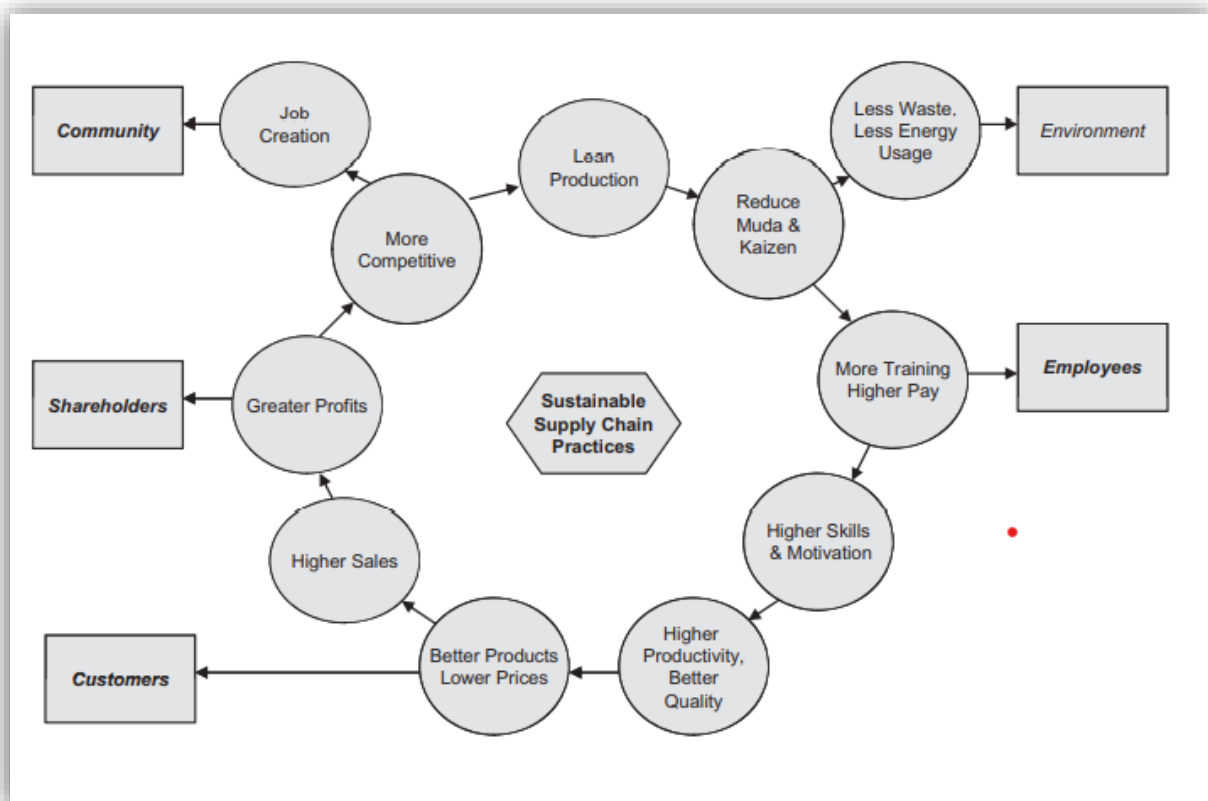 Community
Job
Creation
Lean
Production
Less Waste,
Less Energy
Usage
Environment
More
Competitive
Reduce
Muda &
Kaizen
Shareholders
Greater Profits
Sustainable
Supply Chain
Practices
More Training
Higher Pay
Employees
Higher Sales
Higher Skills
& Motivation
Customers
Better Products
Lower Prices
Higher
Productivity,
Better
Quality